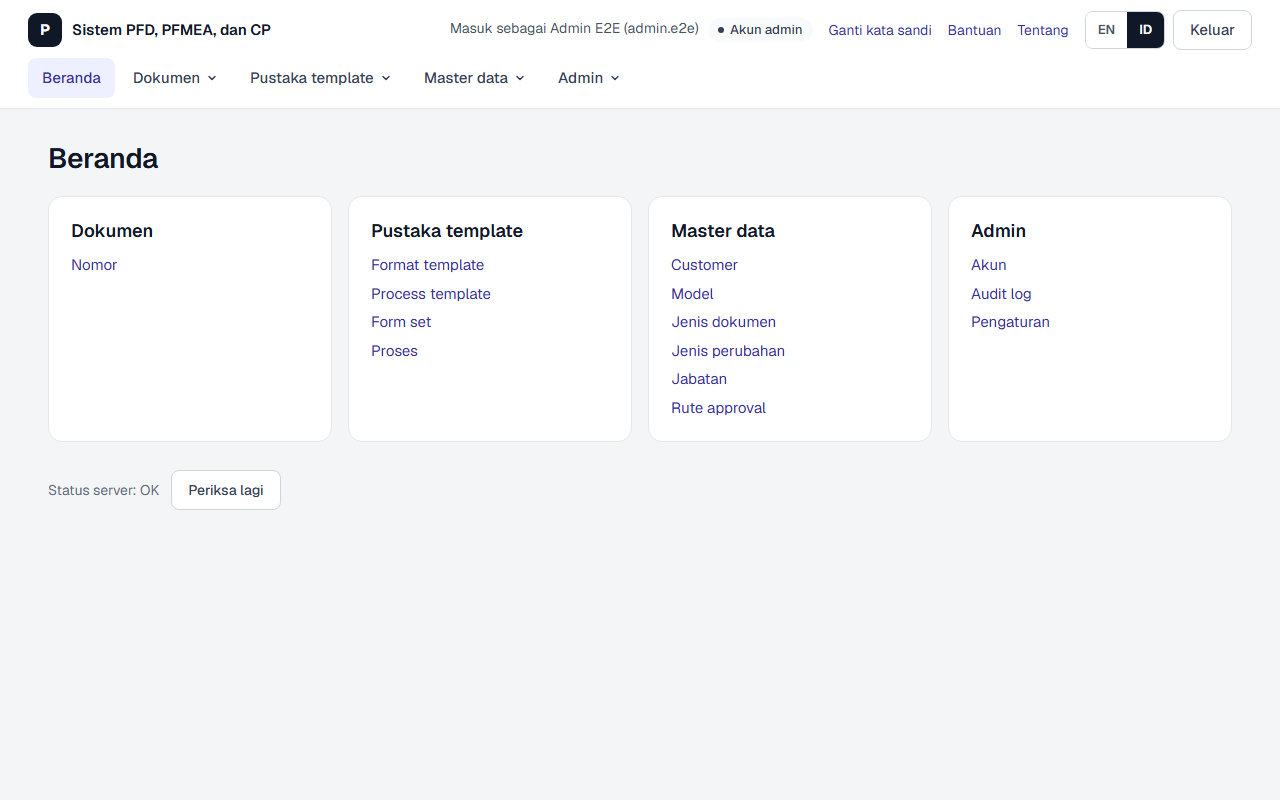 P Sistem PFD, PFMEA, dan CP Masuk sebagai Admin E2E (admin.e2e) Akun admin Ganti kata sandi Bantuan Tentang EN ID Keluar
Beranda Dokumen Pustaka template Master data Admin
Beranda
Dokumen
Nomor
Pustaka template
Format template
Process template
Form set
Proses
Master data
Customer
Model
Jenis dokumen
Jenis perubahan
Jabatan
Rute approval
Admin
Akun
Audit log
Pengaturan
Status server: OK Periksa lagi